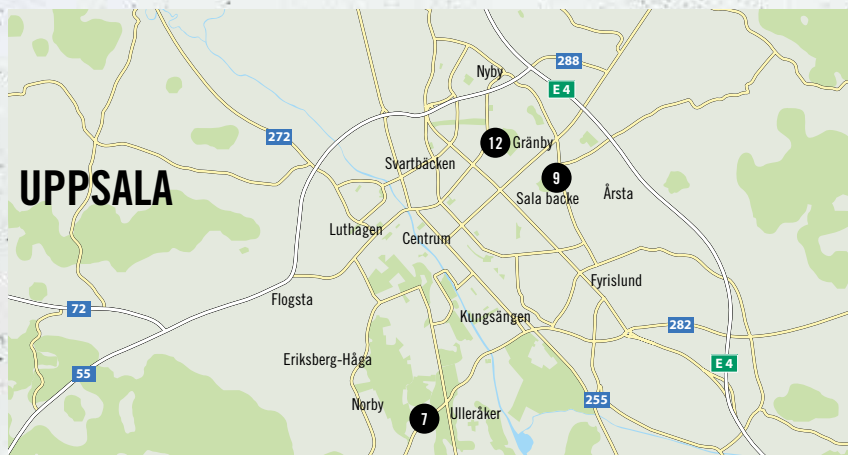 288
Nyby
E 4
272
12
Gränby
Svartbäcken
9
UPPSALA
Sala backe
Årsta
Luthagen
Centrum
Fyrislund
Flogsta
72
Kungsängen
282
Eriksberg-Håga
E 4
55
255
Norby
7
Ulleråker